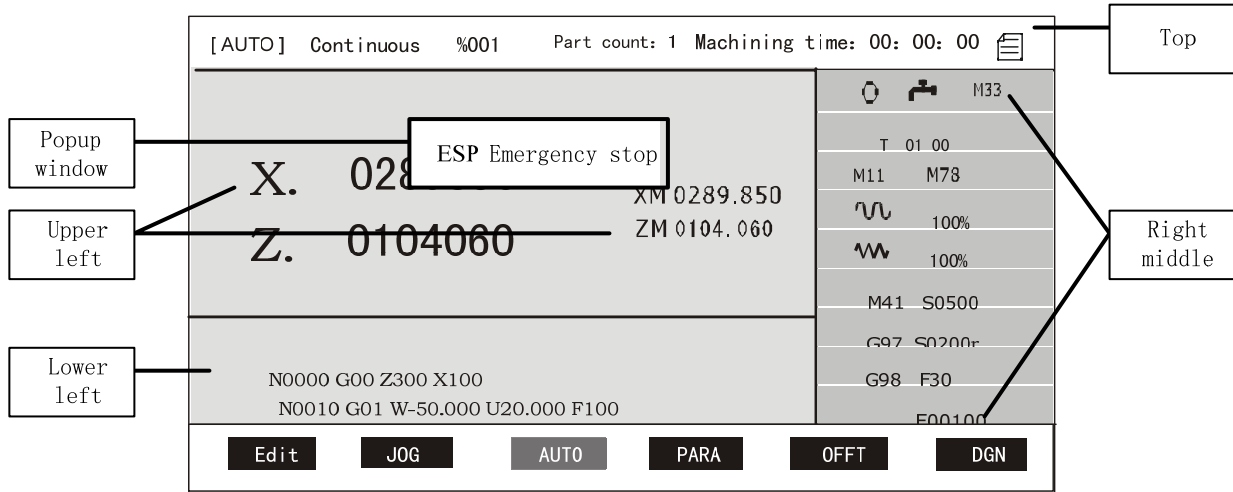 [AUTO] Continuous %001 Part count: 1 Machining time: 00: 00: 00
Top
M33
Popup
window
ESP Emergency stop
T 01 00
X.
XM 0289.850
M11 M78
Upper
left
Z. 0104060
ZM 0104.060
100%
Right
middle
100%
M41 S0500
G97 S0200r
Lower
left
N0000 G00 Z300 X100
G98 F30
N0010 G01 W-50.000 U20.000 F100
F00100
Edit JOG AUTO PARA OFFT DGN